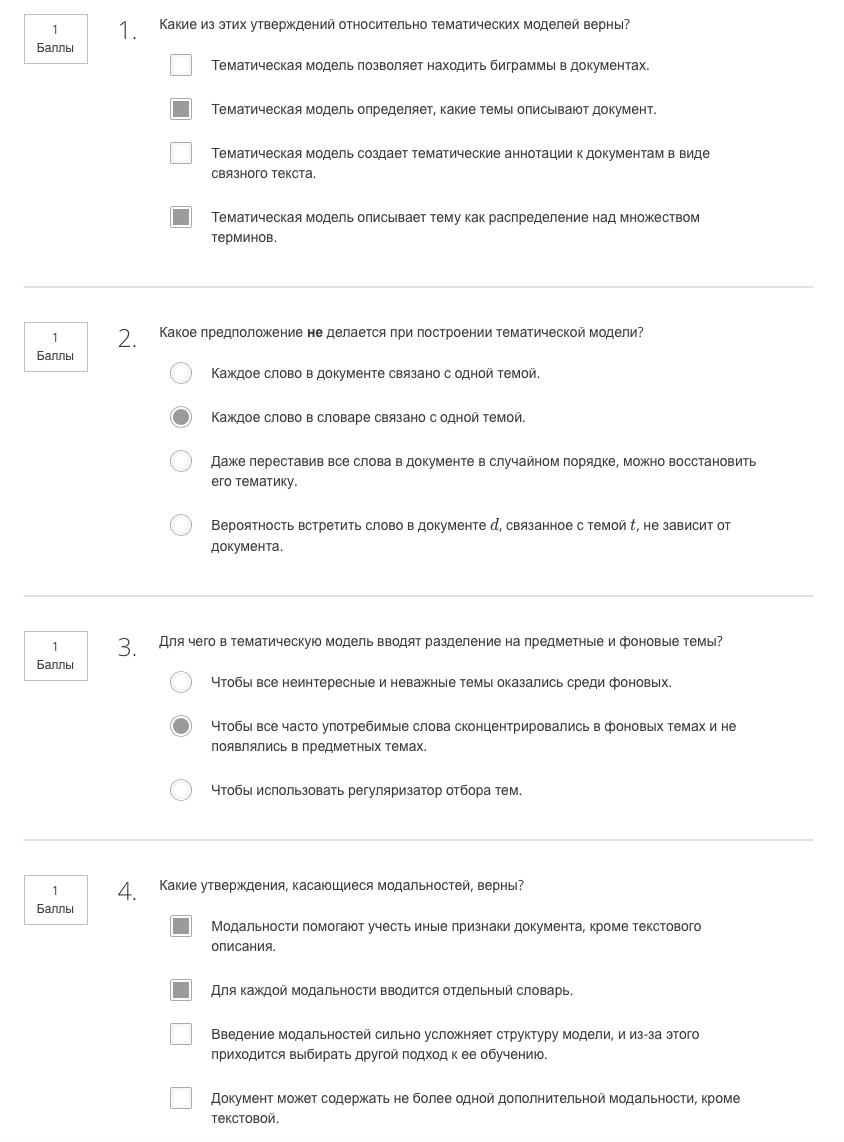 1
Баллы
1.
Какие из этих утверждений относительно тематических моделей верны?
Тематическая модель позволяет находить биграммы в документах.
Тематическая модель определяет, какие темы описывают документ.
Тематическая модель создает тематические аннотации к документам в виде
связного текста.
Тематическая модель описывает тему как распределение над множеством
терминов.
1
Баллы
2.
Какое предположение не делается при построении тематической модели?
Каждое слово в документе связано с одной темой.
Каждое слово в словаре связано с одной темой.
Даже переставив все слова в документе в случайном порядке, можно восстановить
его тематику.
Вероятность встретить слово в документе d, связанное с темой t, не зависит от
документа.
1
Баллы
3.
Для чего в тематическую модель вводят разделение на предметные и фоновые темы?
Чтобы все неинтересные и неважные темы оказались среди фоновых.
Чтобы все часто употребимые слова сконцентрировались в фоновых темах и не
появлялись в предметных темах.
Чтобы использовать регуляризатор отбора тем.
1
Баллы
4.
Какие утверждения, касающиеся модальностей, верны?
Модальности помогают учесть иные признаки документа, кроме текстового
описания.
Для каждой модальности вводится отдельный словарь.
Введение модальностей сильно усложняет структуру модели, и из-за этого
приходится выбирать другой подход к ее обучению.
Документ может содержать не более одной дополнительной модальности, кроме
текстовой.